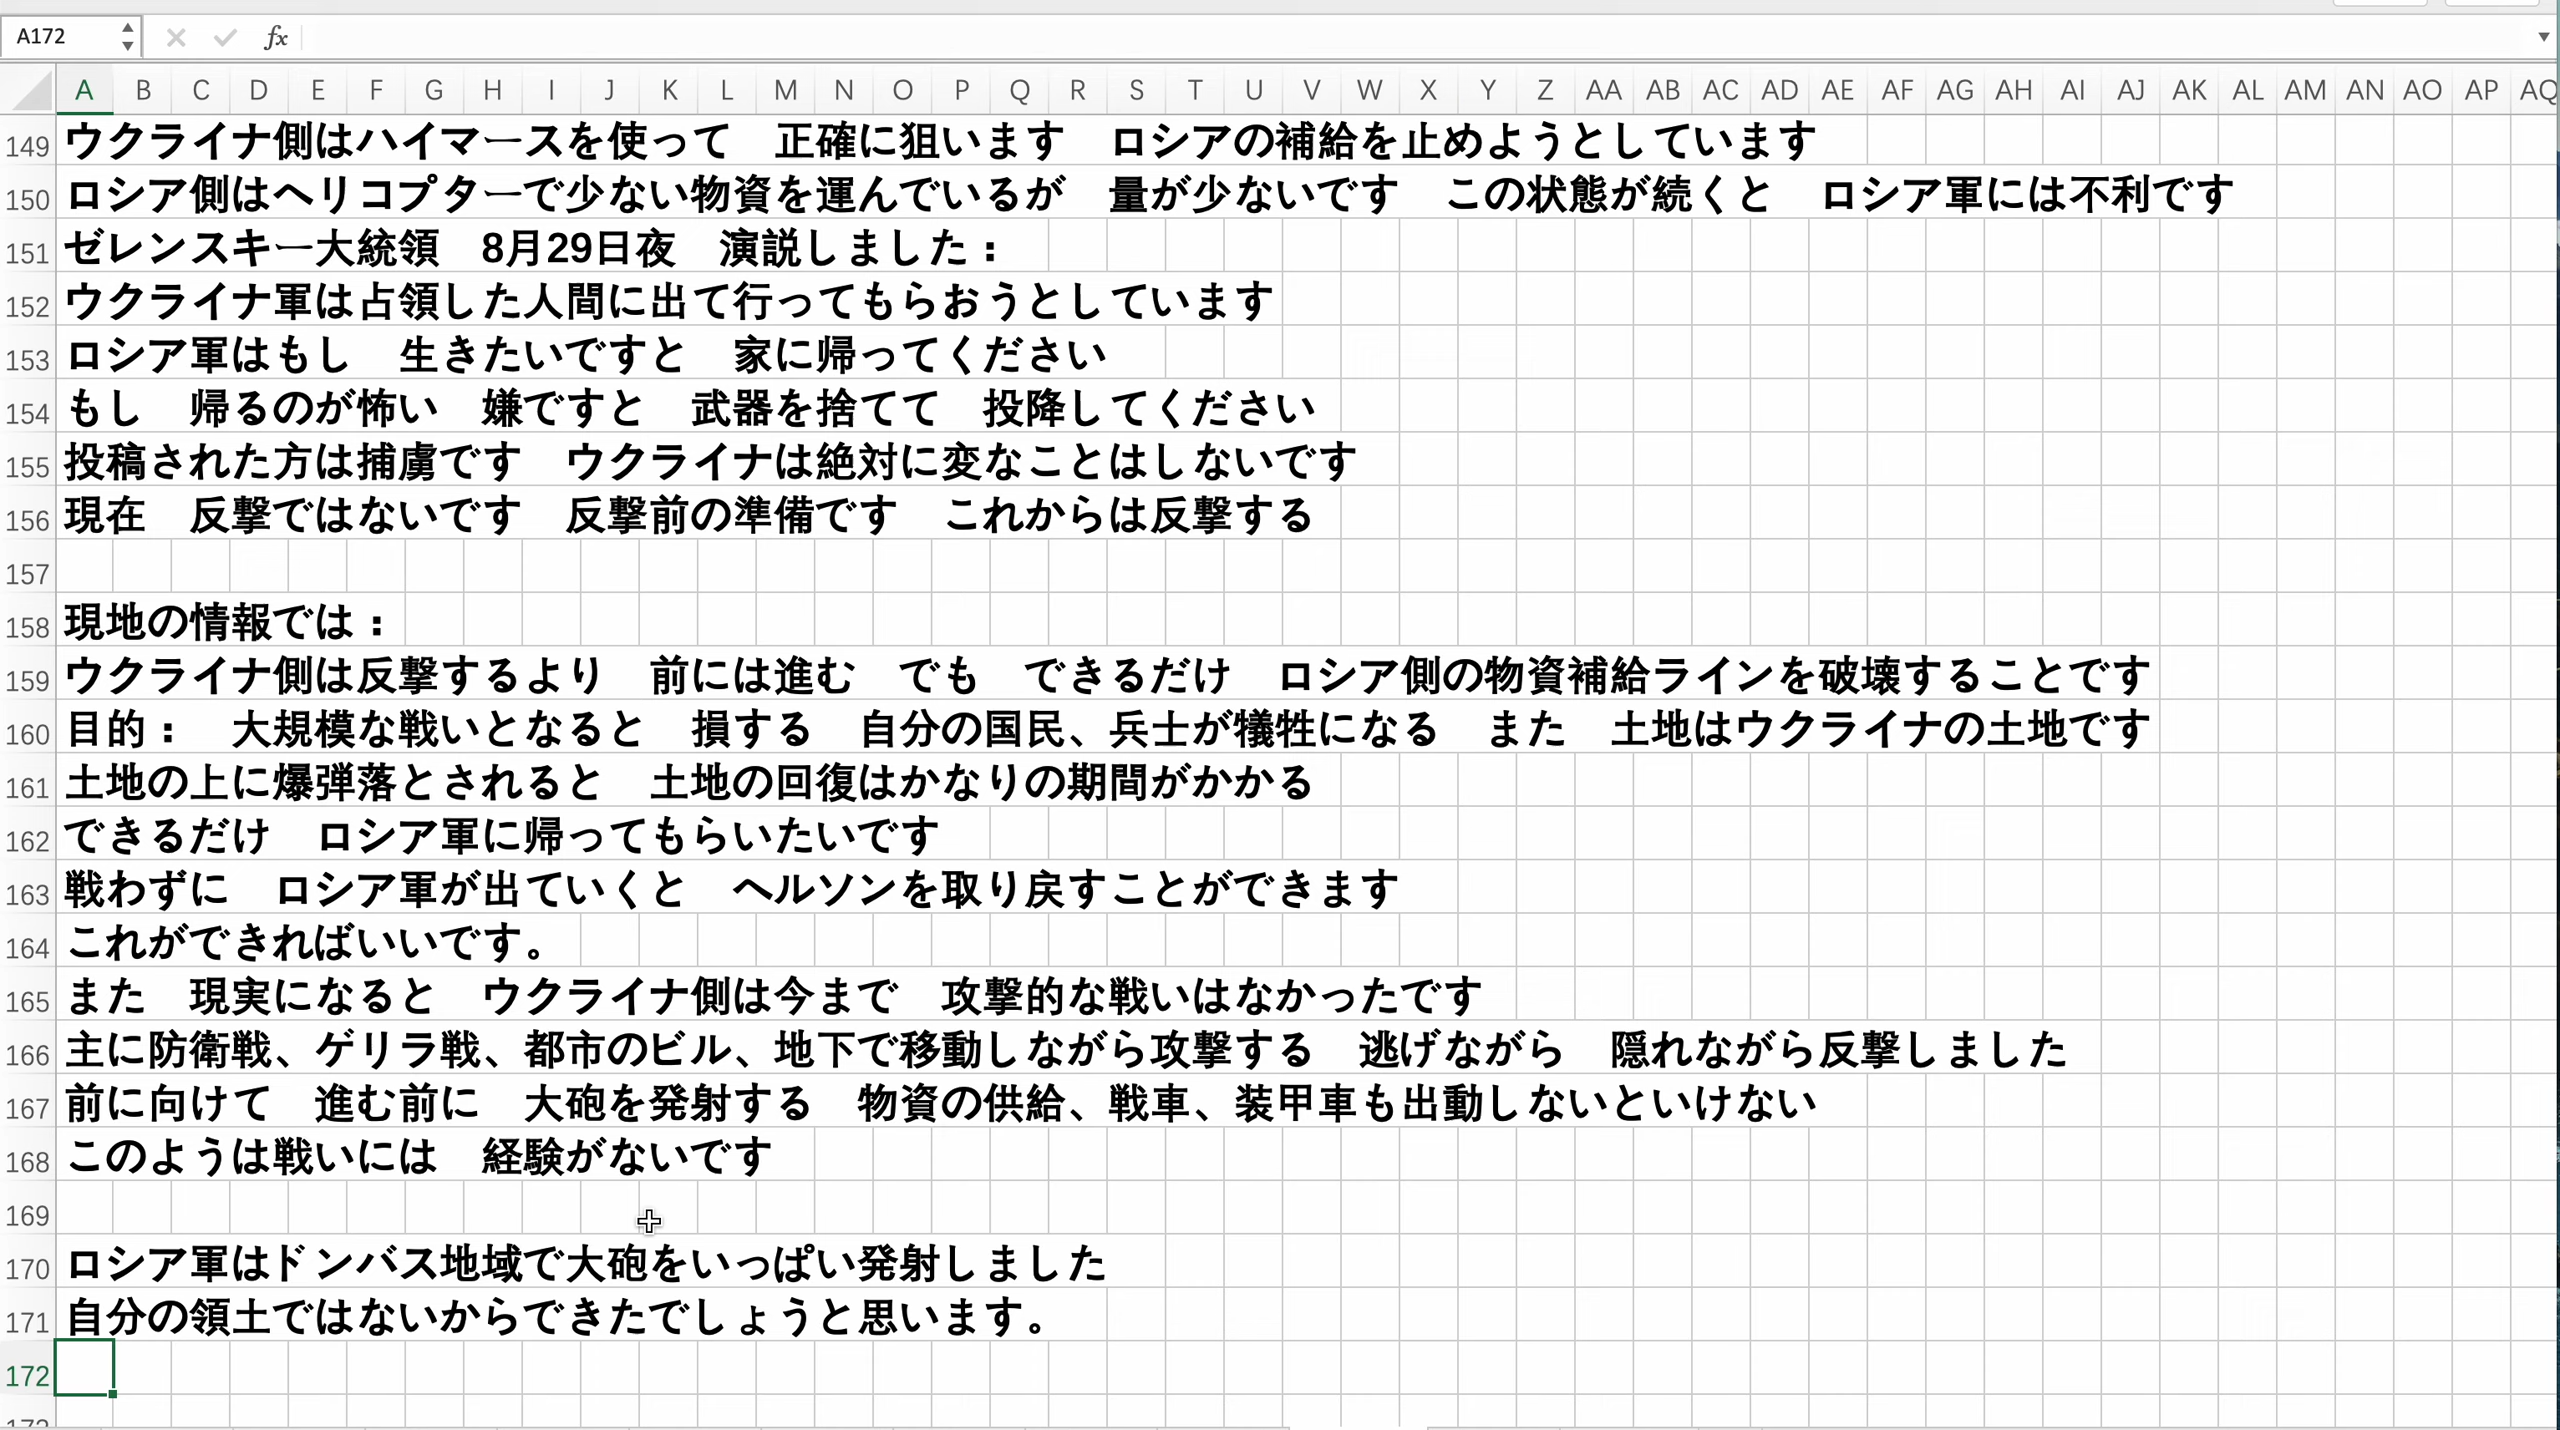 A172 fx
A B C D E F G H I J K L M N O P Q R S T U V W X Y Z AA AB AC AD AE AF AG AH AI AJ AK AL AM AN AO AP AQ
149 ウクライナ側はハイマースを使って　正確に狙います　ロシアの補給を止めようとしています
150 ロシア側はヘリコプターで少ない物資を運んでいるが　量が少ないです　この状態が続くと　ロシア軍には不利です
151 ゼレンスキー大統領　8月29日夜　演説しました：
152 ウクライナ軍は占領した人間に出て行ってもらおうとしています
153 ロシア軍はもし　生きたいですと　家に帰ってください
154 もし　帰るのが怖い　嫌ですと　武器を捨てて　投降してください
155 投稿された方は捕虜です　ウクライナは絶対に変なことはしないです
156 現在　反撃ではないです　反撃前の準備です　これからは反撃する
157
158 現地の情報では：
159 ウクライナ側は反撃するより　前には進む　でも　できるだけ　ロシア側の物資補給ラインを破壊することです
160 目的：　大規模な戦いとなると　損する　自分の国民、兵士が犠牲になる　また　土地はウクライナの土地です
161 土地の上に爆弾落とされると　土地の回復はかなりの期間がかかる
162 できるだけ　ロシア軍に帰ってもらいたいです
163 戦わずに　ロシア軍が出ていくと　ヘルソンを取り戻すことができます
164 これができればいいです。
165 また　現実になると　ウクライナ側は今まで　攻撃的な戦いはなかったです
166 主に防衛戦、ゲリラ戦、都市のビル、地下で移動しながら攻撃する　逃げながら　隠れながら反撃しました
167 前に向けて　進む前に　大砲を発射する　物資の供給、戦車、装甲車も出動しないといけない
168 このようは戦いには　経験がないです
169
170 ロシア軍はドンバス地域で大砲をいっぱい発射しました
171 自分の領土ではないからできたでしょうと思います。
172
173